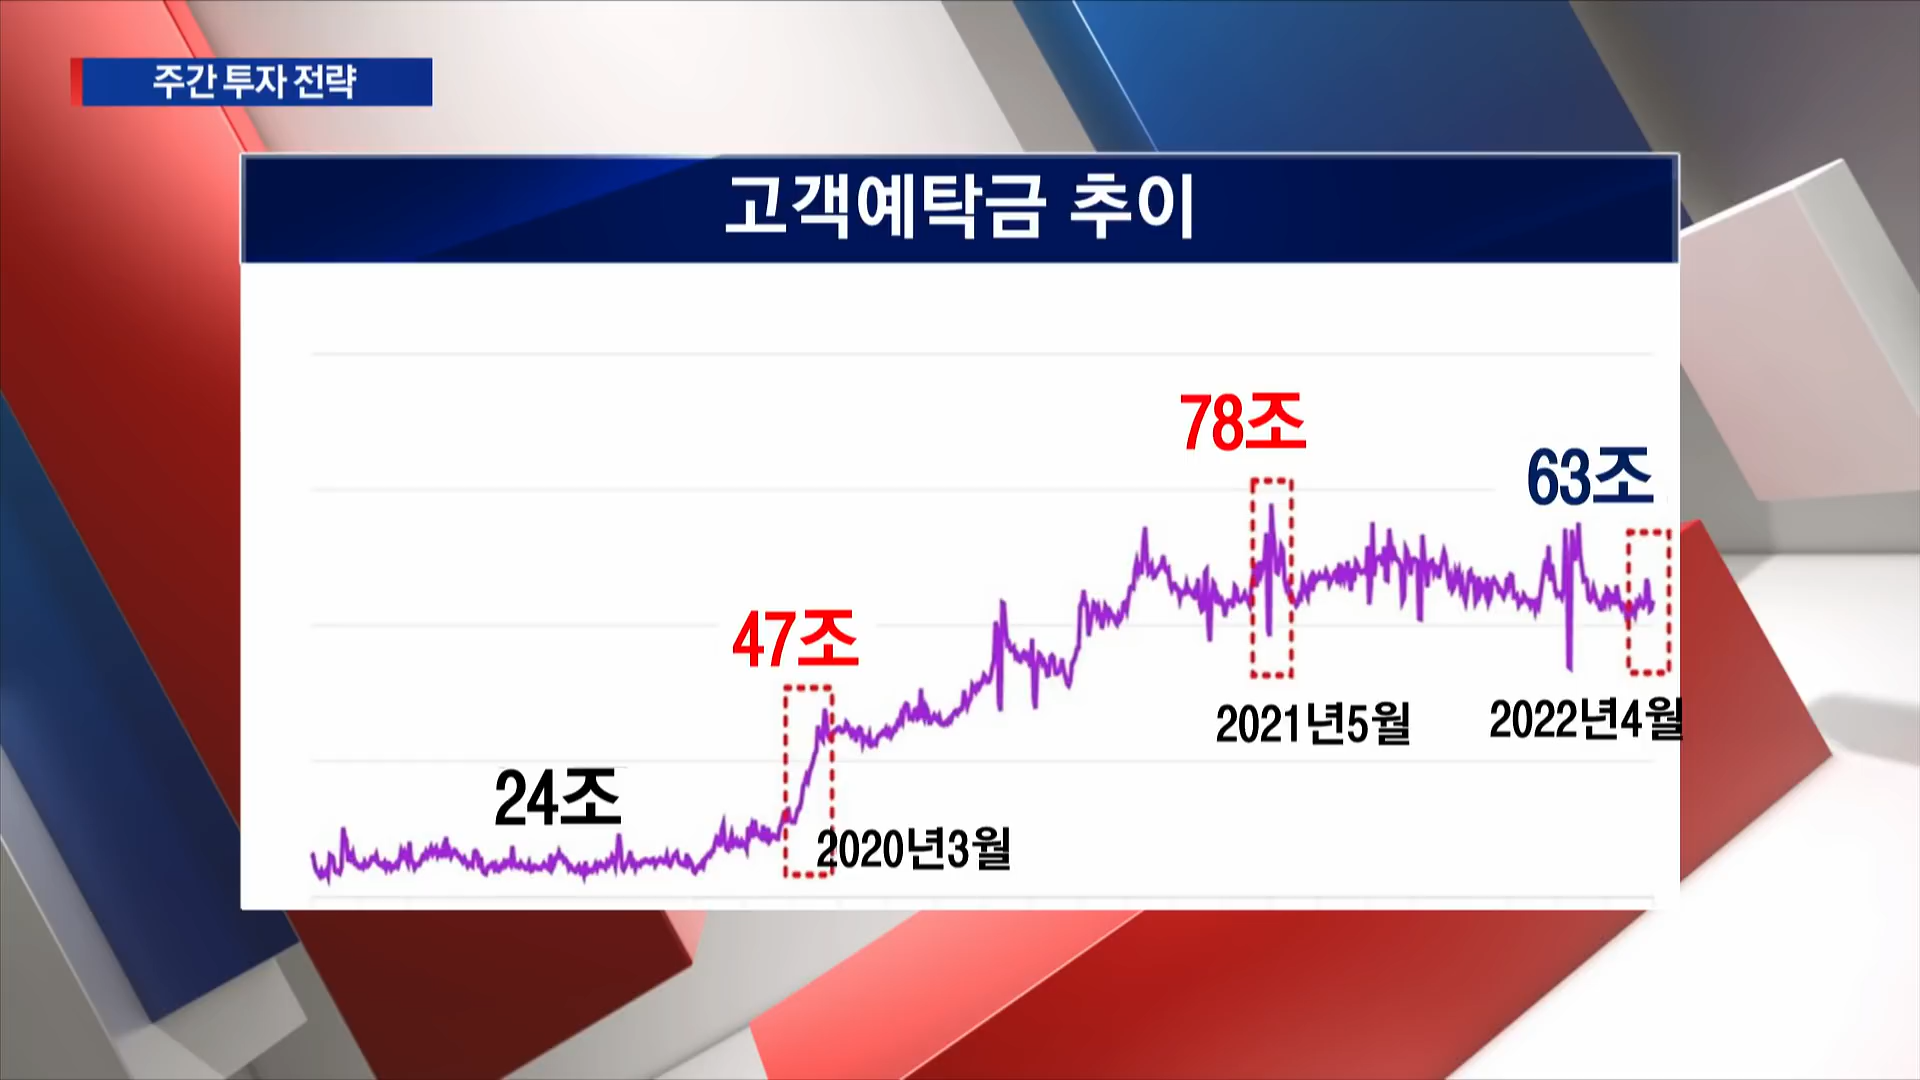 주간 투자 전략
고객예탁금 추이
78조
63조
47조
2021년5월
2022년4월
24조
2020년3월